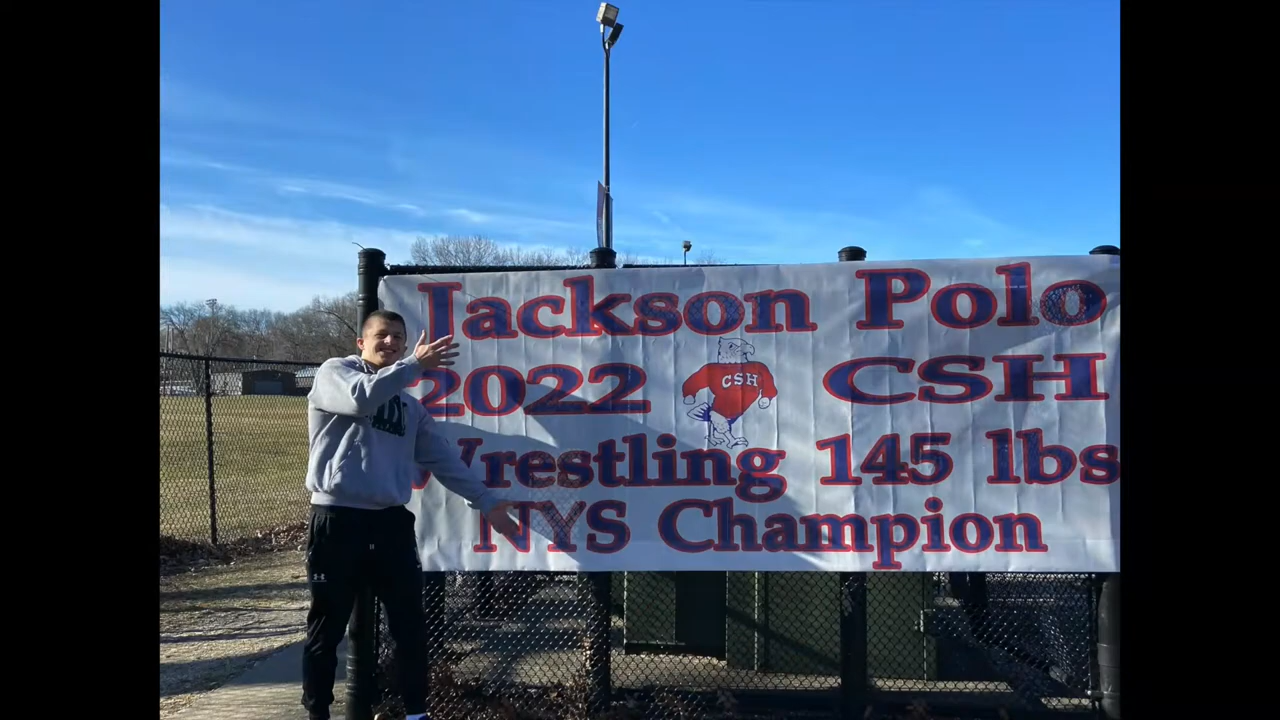 Jackson Polo
2022 CSH
CSH
Wrestling 145 lbs
NYS Champion